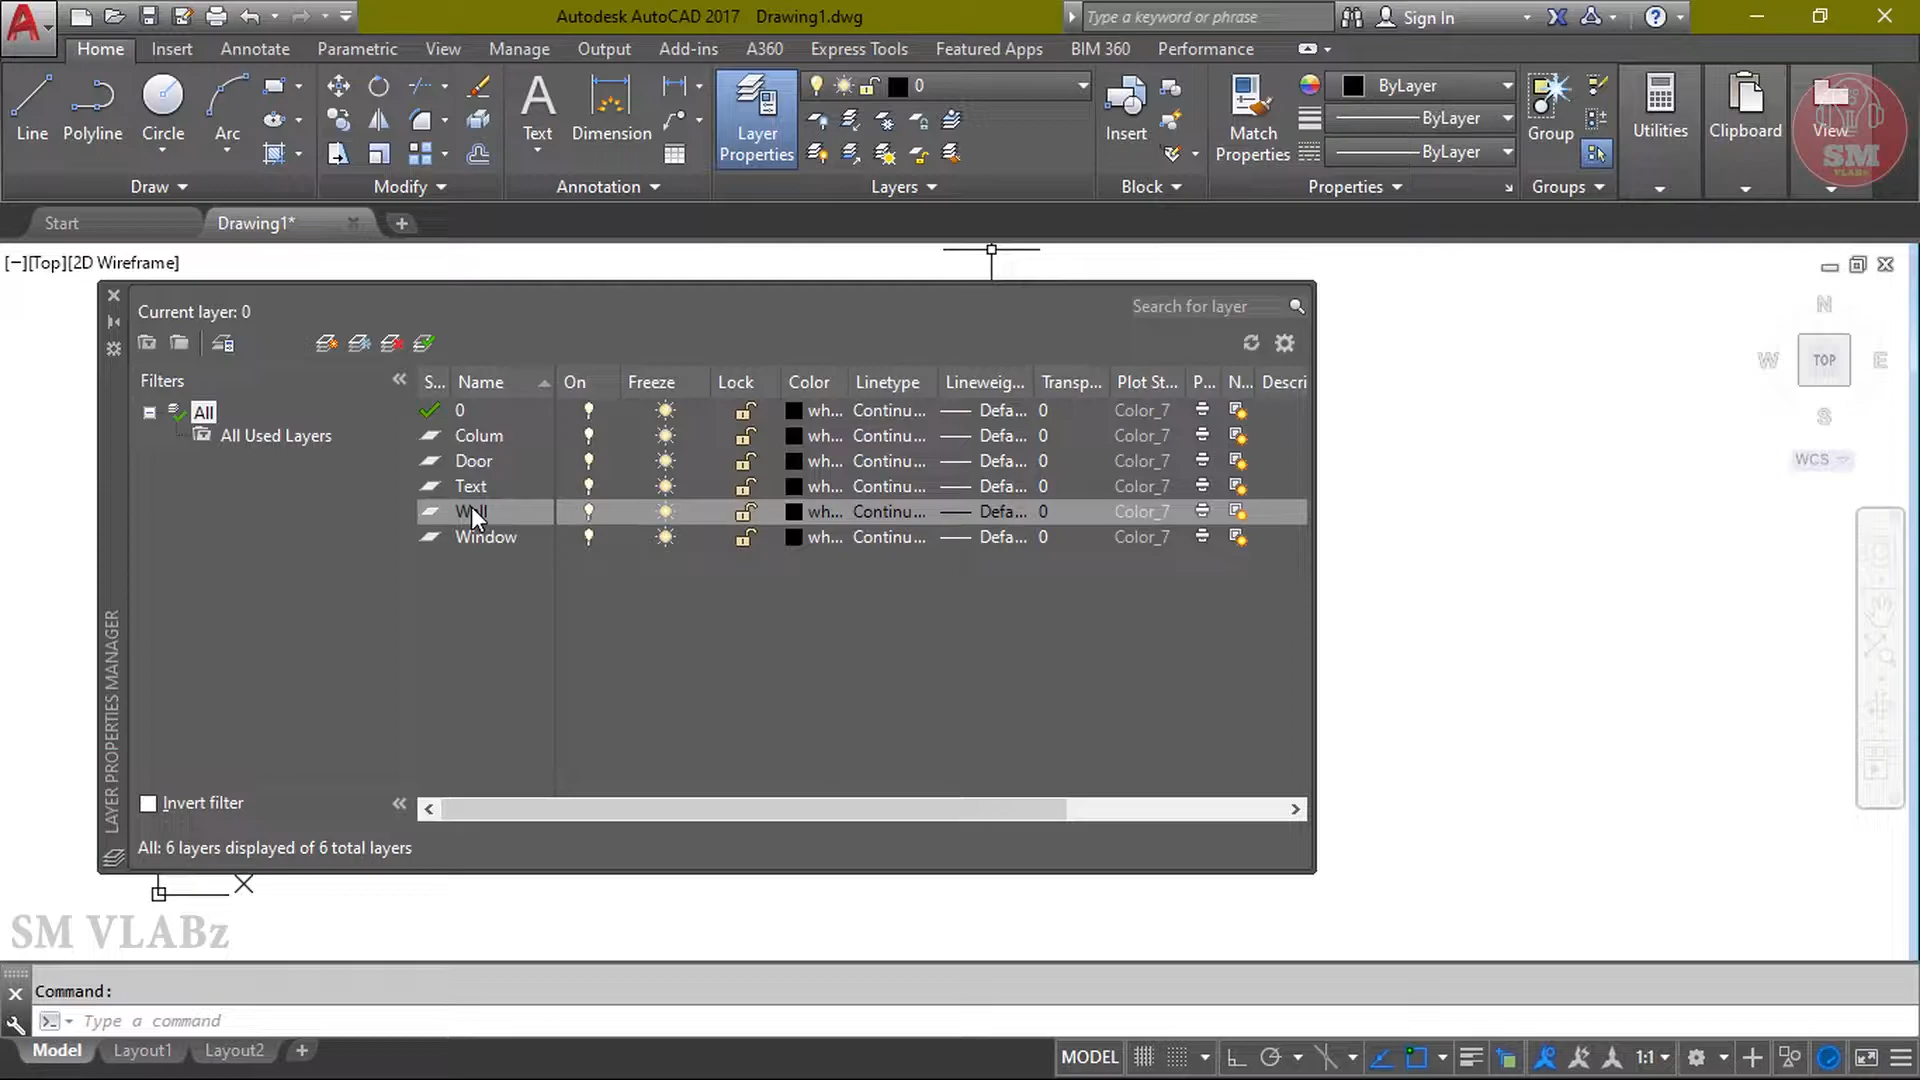 Autodesk AutoCAD 2017 Drawing1.dwg
Type a keyword or phrase
Sign In
Home Insert Annotate Parametric View Manage Output Add-ins A360 Express Tools Featured Apps BIM 360 Performance
Line Polyline Circle Arc
Text Dimension
Layer Properties
0
Insert
Match Properties
ByLayer
ByLayer
ByLayer
Group
Utilities
Clipboard
View
SM
VLABz
Draw Modify Annotation Layers Block Properties Groups
Start Drawing1*
[−][Top][2D Wireframe]
N
W TOP E
S
WCS
Current layer: 0
Search for layer
Filters
All
All Used Layers
S... Name On Freeze Lock Color Linetype Lineweig... Transp... Plot St... P... N... Descri
0 wh... Continu... Defa... 0 Color_7
Colum wh... Continu... Defa... 0 Color_7
Door wh... Continu... Defa... 0 Color_7
Text wh... Continu... Defa... 0 Color_7
Wall wh... Continu... Defa... 0 Color_7
Window wh... Continu... Defa... 0 Color_7
LAYER PROPERTIES MANAGER
Invert filter
All: 6 layers displayed of 6 total layers
X
SM VLABz
Command:
Type a command
Model Layout1 Layout2
MODEL 1:1